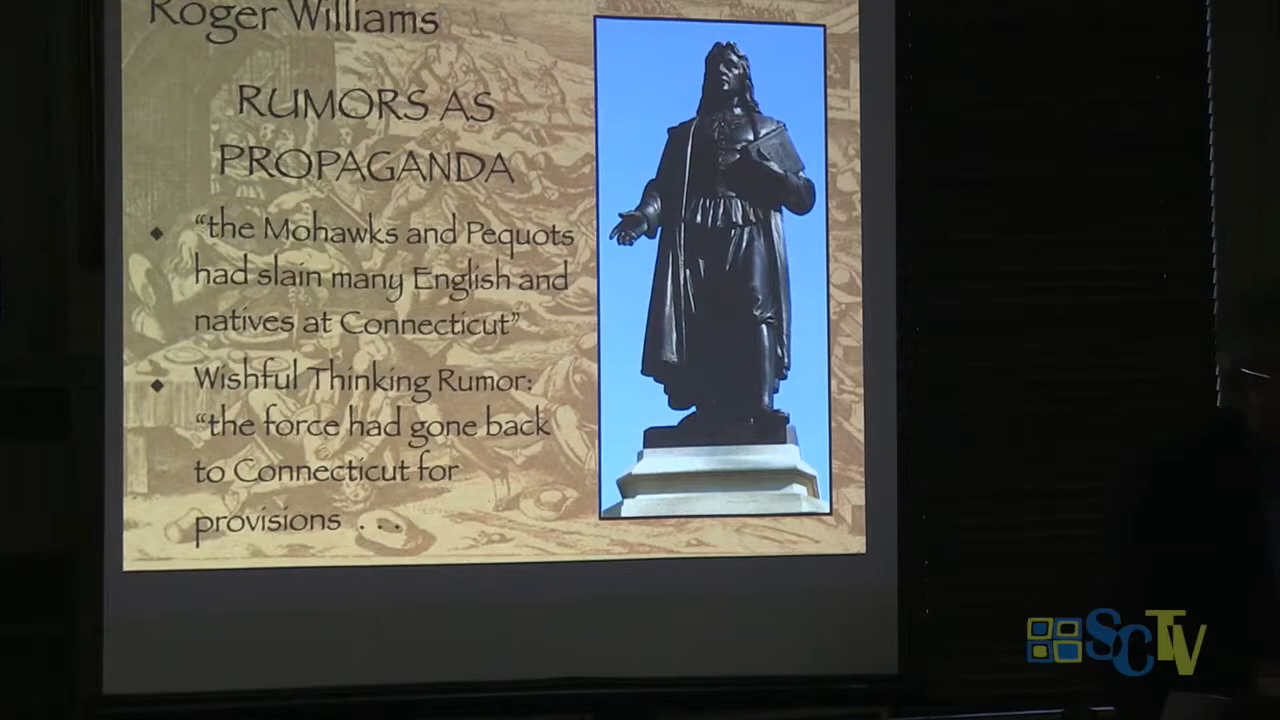 Roger Williams
RUMORS AS
PROPAGANDA
◆ “the Mohawks and Pequots
had slain many English and
natives at Connecticut”
◆ Wishful Thinking Rumor:
“the force had gone back
to Connecticut for
provisions . . .
SCTV